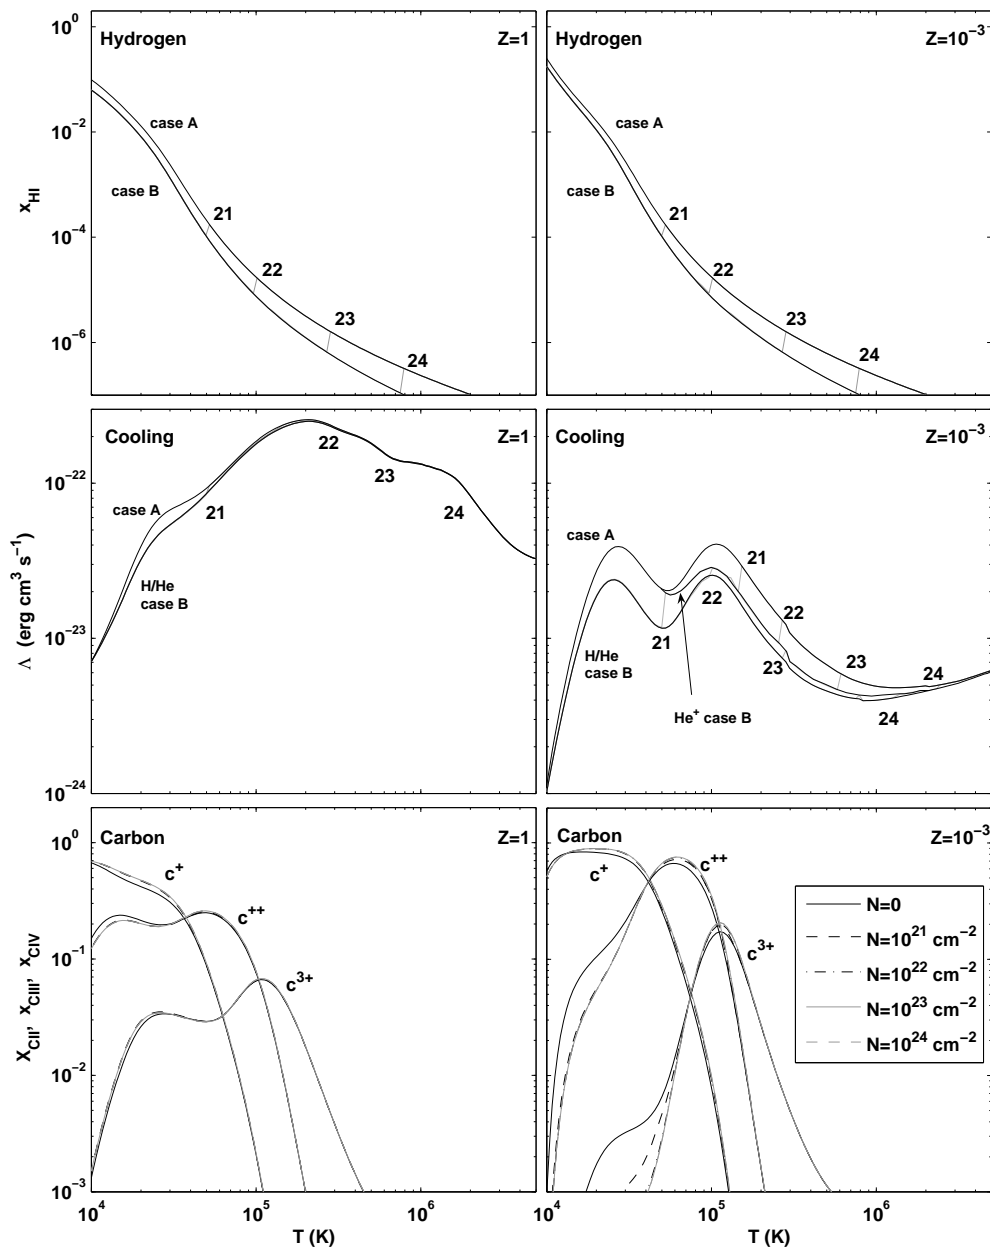 Hydrogen Z=1
10⁰
10⁻²
10⁻⁴
10⁻⁶
x_HI
case A
case B
21
22
23
24
Hydrogen Z=10⁻³
case A
case B
21
22
23
24
Cooling Z=1
10⁻²²
10⁻²³
10⁻²⁴
Λ (erg cm³ s⁻¹)
case A
H/He
case B
21
22
23
24
Cooling Z=10⁻³
case A
H/He
case B
He⁺ case B
21
22
23
24
21
22
23
24
Carbon Z=1
10⁰
10⁻¹
10⁻²
10⁻³
X_CII, x_CIII, x_CIV
c⁺
c⁺⁺
c³⁺
10⁴
10⁵
10⁶
T (K)
Carbon Z=10⁻³
c⁺
c⁺⁺
c³⁺
N=0
N=10²¹ cm⁻²
N=10²² cm⁻²
N=10²³ cm⁻²
N=10²⁴ cm⁻²
10⁴
10⁵
10⁶
T (K)